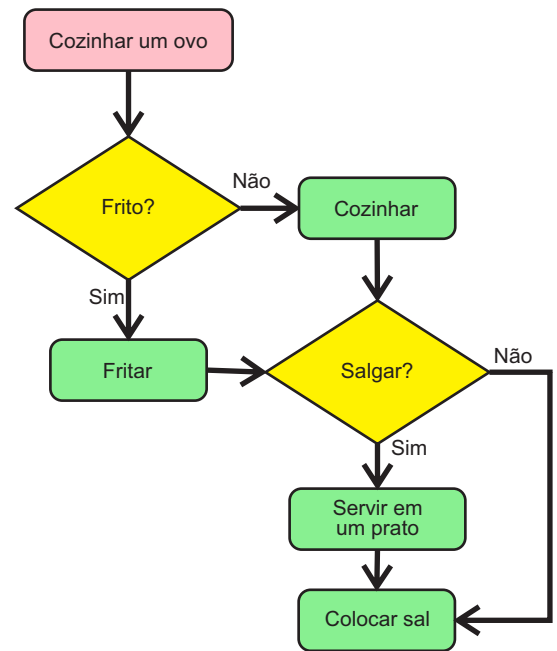 Cozinhar um ovo
Frito?
Não
Cozinhar
Sim
Fritar
Salgar?
Não
Sim
Servir em
um prato
Colocar sal